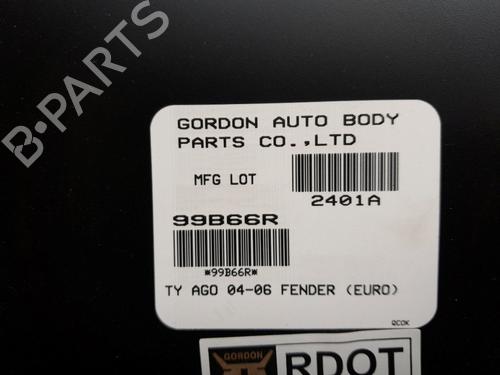 B-PARTS
GORDON AUTO BODY
PARTS CO.,LTD
MFG LOT
2401A
99B66R
*99B66R*
TY AGO 04-06 FENDER (EURO)
QCOK
GORDON
RDOT